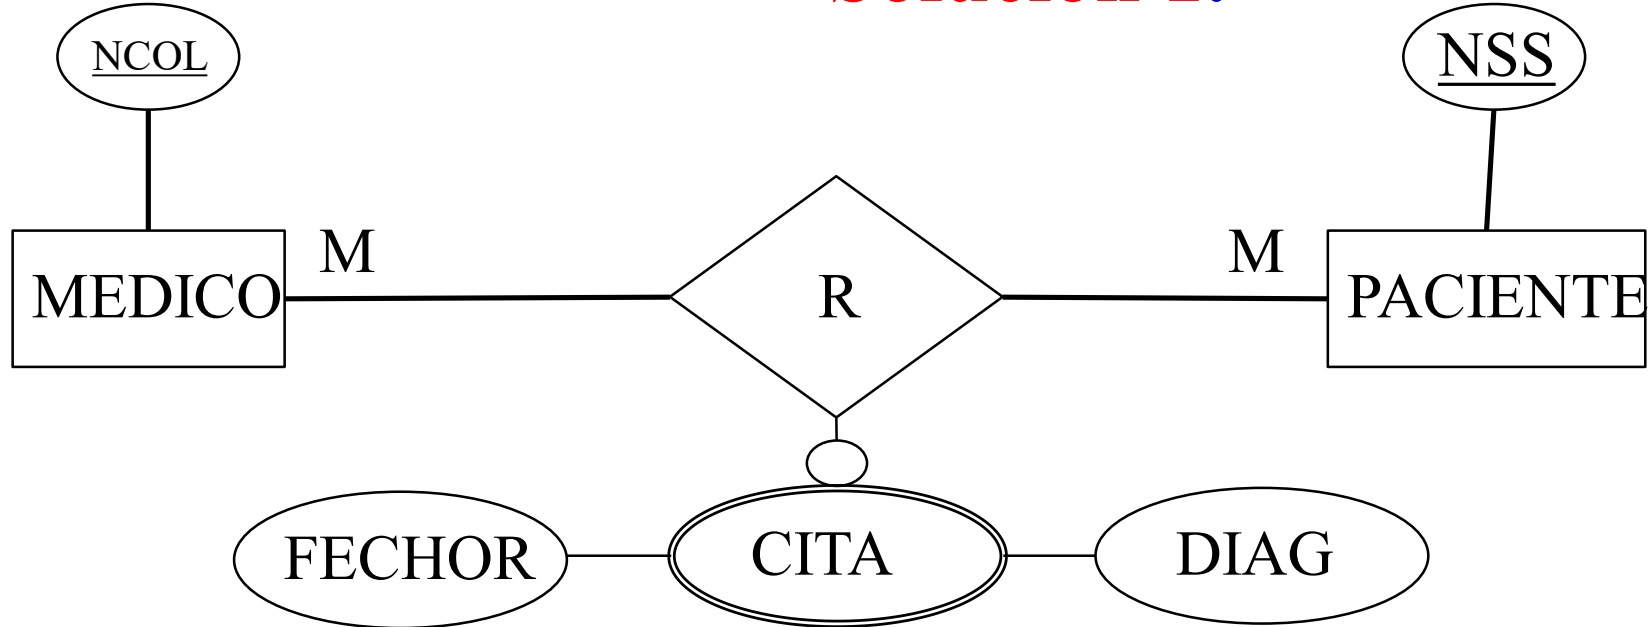 NCOL
NSS
M
M
MEDICO
R
PACIENTE
FECHOR
CITA
DIAG